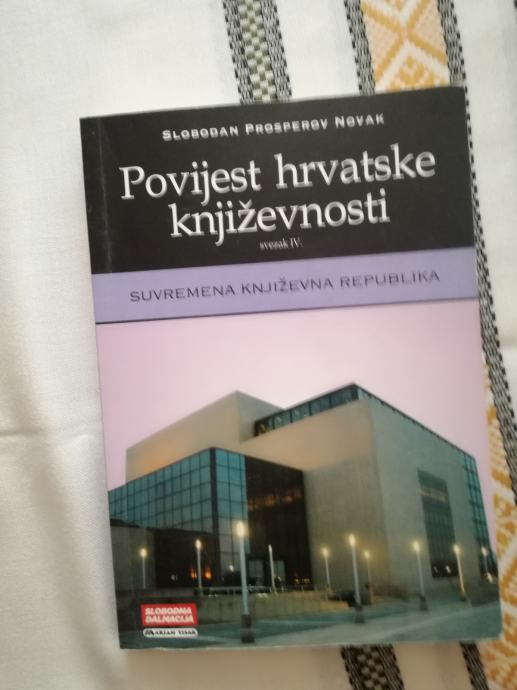 SLOBODAN PROSPEROV NOVAK
Povijest hrvatske
književnosti
svezak IV.
SUVREMENA KNJIŽEVNA REPUBLIKA
SLOBODNA
DALMACIJA
MARJAN TISAK